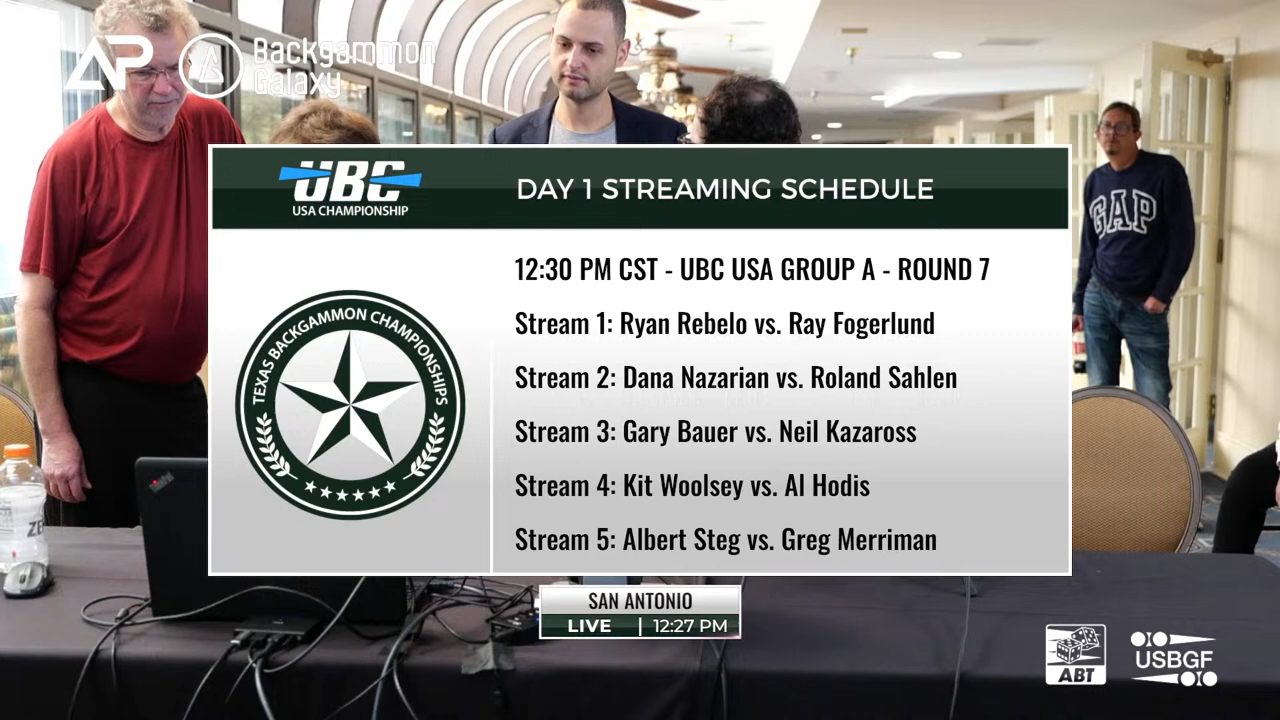 AP
Backgammon
Galaxy
UBC
USA CHAMPIONSHIP
DAY 1 STREAMING SCHEDULE
12:30 PM CST - UBC USA GROUP A - ROUND 7
TEXAS BACKGAMMON CHAMPIONSHIPS
Stream 1: Ryan Rebelo vs. Ray Fogerlund
Stream 2: Dana Nazarian vs. Roland Sahlen
Stream 3: Gary Bauer vs. Neil Kazaross
Stream 4: Kit Woolsey vs. Al Hodis
Stream 5: Albert Steg vs. Greg Merriman
GAP
ThinkPad
ZE
SAN ANTONIO
LIVE | 12:27 PM
ABT
USBGF